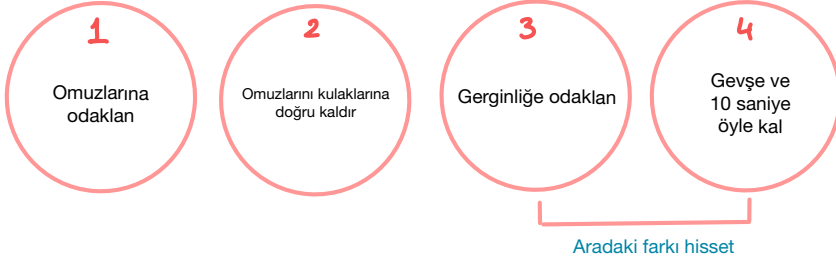 1
Omuzlarına
odaklan
2
Omuzlarını kulaklarına
doğru kaldır
3
Gerginliğe odaklan
4
Gevşe ve
10 saniye
öyle kal
Aradaki farkı hisset